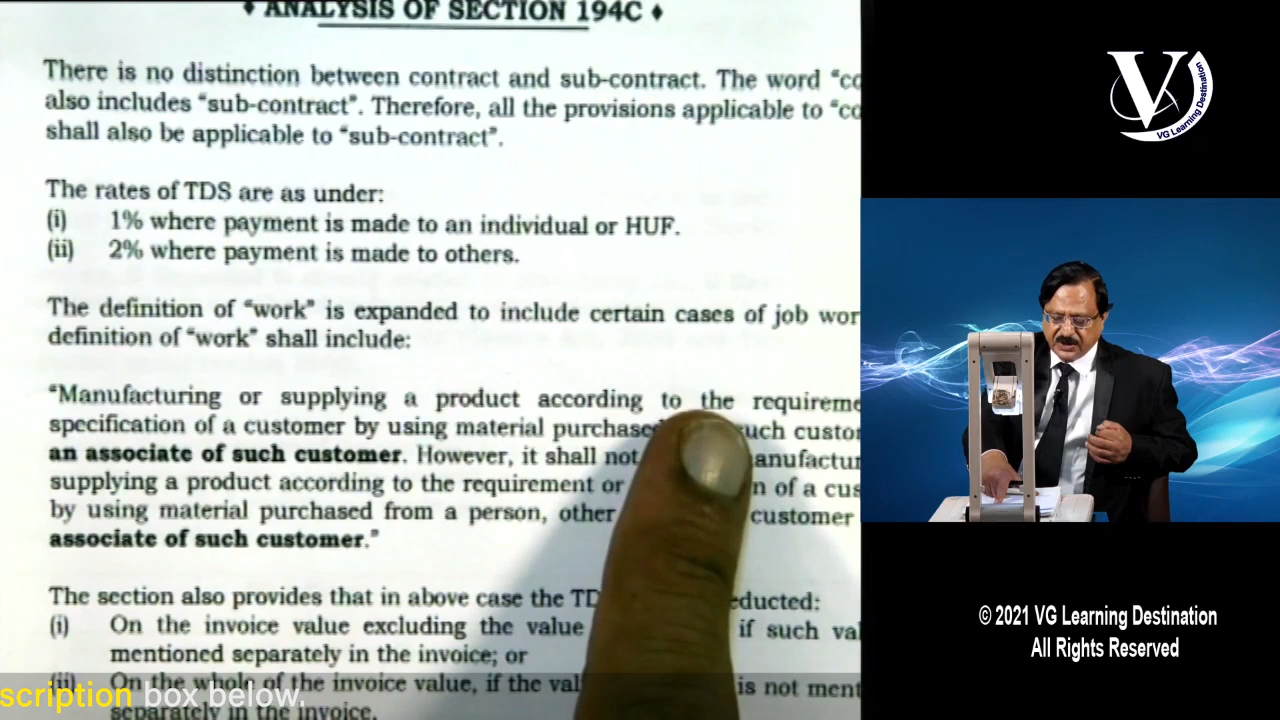 ♦ ANALYSIS OF SECTION 194C ♦
There is no distinction between contract and sub-contract. The word "co
also includes "sub-contract". Therefore, all the provisions applicable to "co
shall also be applicable to "sub-contract".
The rates of TDS are as under:
(i) 1% where payment is made to an individual or HUF.
(ii) 2% where payment is made to others.
The definition of "work" is expanded to include certain cases of job wor
definition of "work" shall include:
"Manufacturing or supplying a product according to the requireme
specification of a customer by using material purchased such custo
an associate of such customer. However, it shall not anufactur
supplying a product according to the requirement or n of a cus
by using material purchased from a person, other customer
associate of such customer."
The section also provides that in above case the TD educted:
(i) On the invoice value excluding the value if such val
mentioned separately in the invoice; or
(ii) On the whole of the invoice value, if the val is not ment
separately in the invoice.
scription box below.
V
VG Learning Destination
© 2021 VG Learning Destination
All Rights Reserved